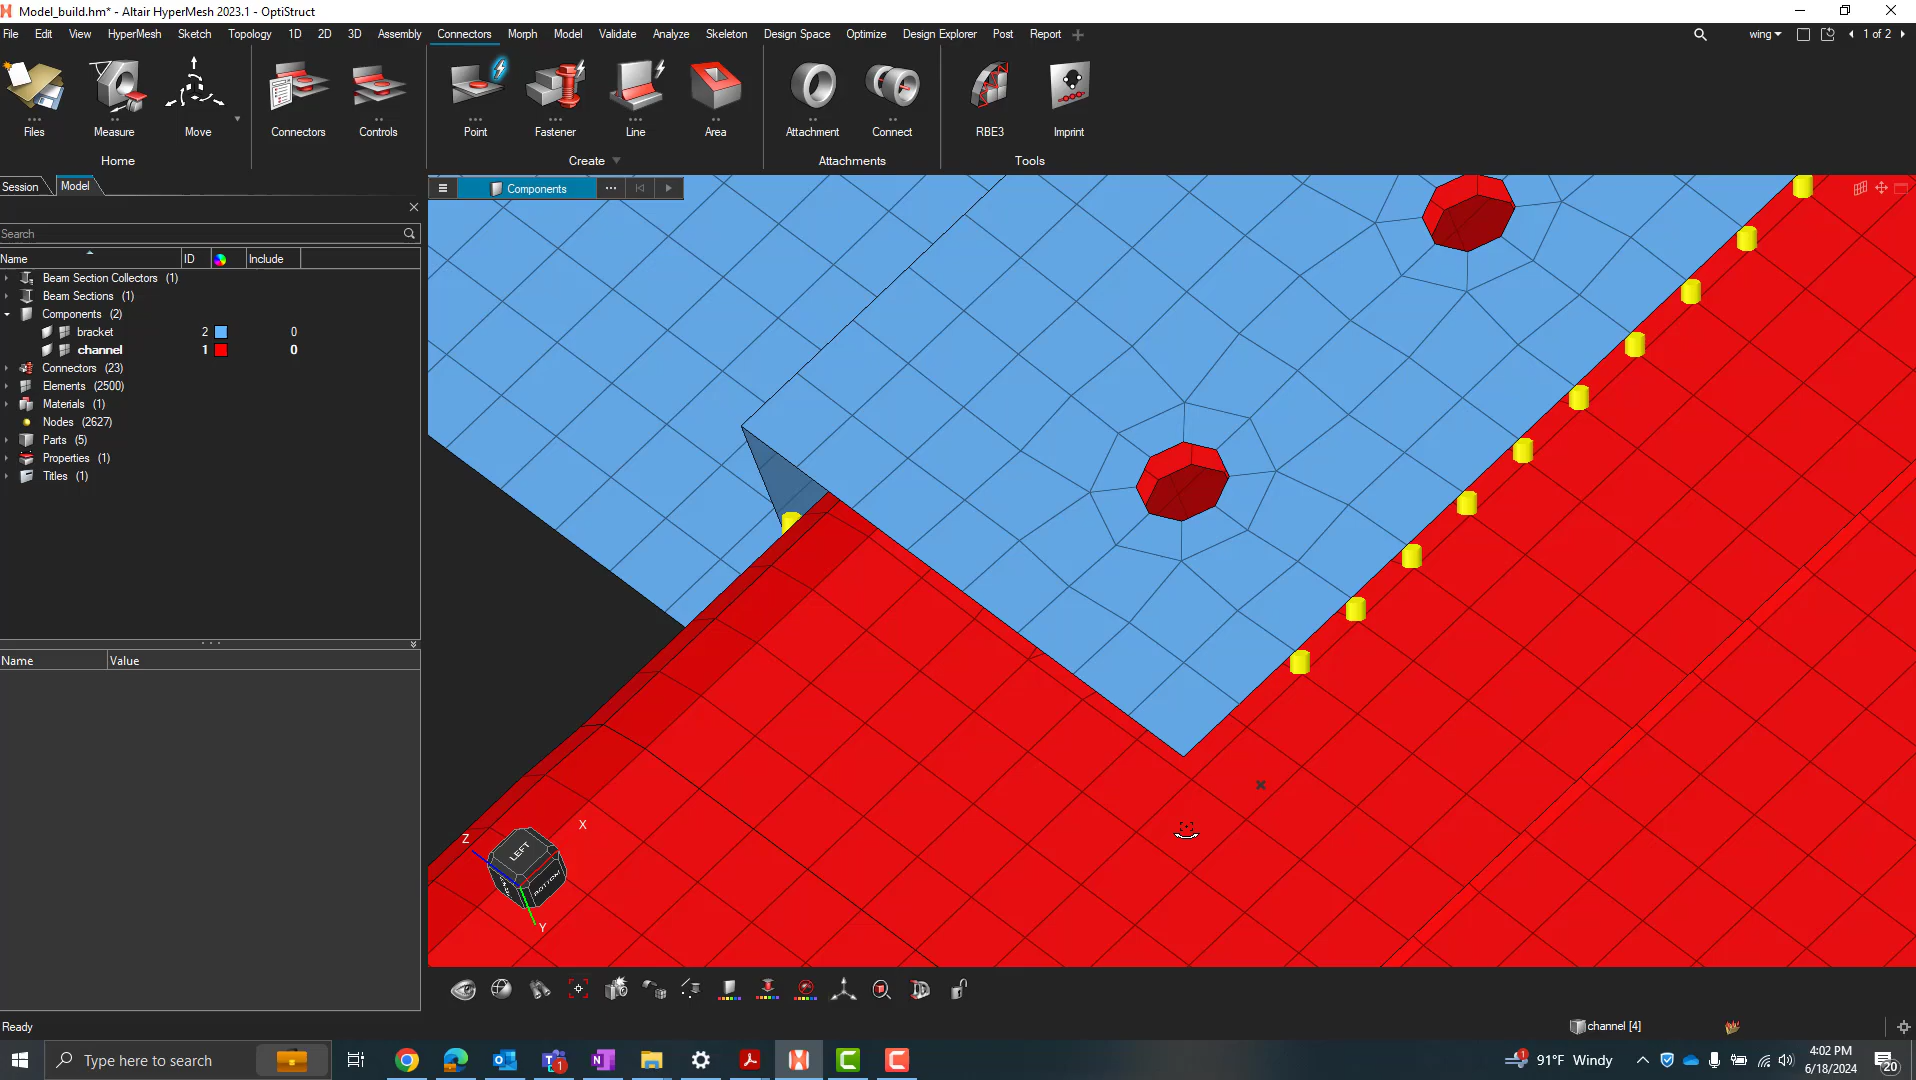 Model_build.hm* - Altair HyperMesh 2023.1 - OptiStruct
File Edit View HyperMesh Sketch Topology 1D 2D 3D Assembly Connectors Morph Model Validate Analyze Skeleton Design Space Optimize Design Explorer Post Report wing 1 of 2
Files Measure Move Connectors Controls Point Fastener Line Area Attachment Connect RBE3 Imprint
Home Create Attachments Tools
Session Model
Components
Search
Name ID Include
Beam Section Collectors (1)
Beam Sections (1)
Components (2)
bracket 2 0
channel 1 0
Connectors (23)
Elements (2500)
Materials (1)
Nodes (2627)
Parts (5)
Properties (1)
Titles (1)
Name Value
X
Z
LEFT
BOTTOM
Y
Ready
channel [4]
Type here to search
91°F Windy
4:02 PM
6/18/2024
20